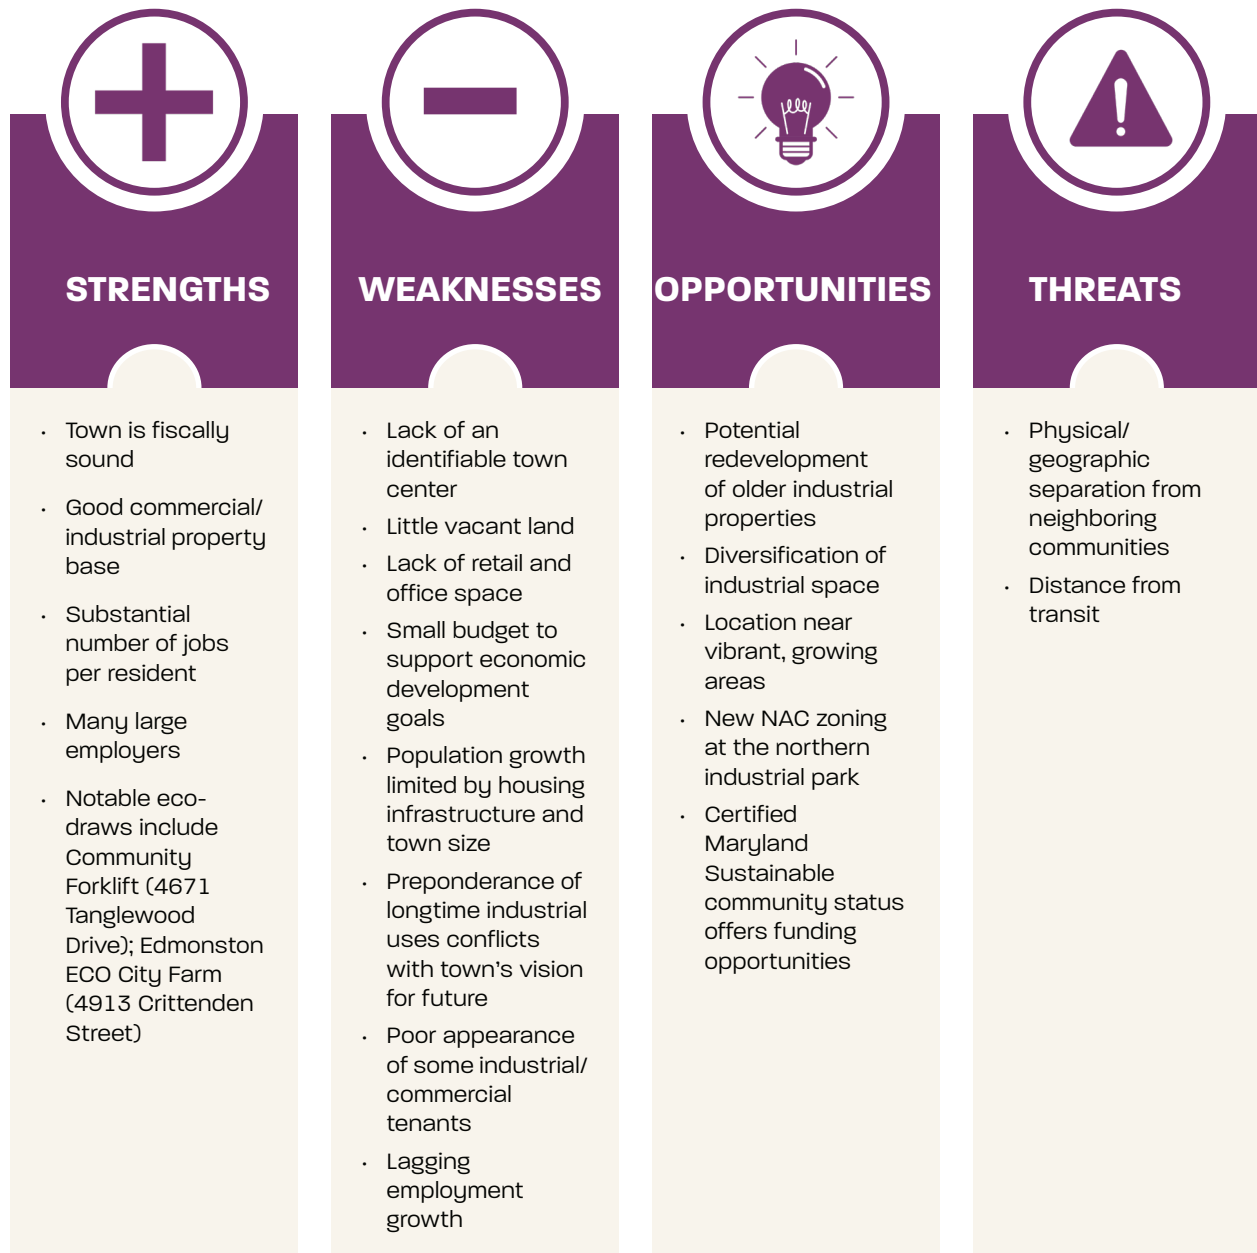 STRENGTHS
· Town is fiscally
sound
· Good commercial/
industrial property
base
· Substantial
number of jobs
per resident
· Many large
employers
· Notable eco-
draws include
Community
Forklift (4671
Tanglewood
Drive); Edmonston
ECO City Farm
(4913 Crittenden
Street)
WEAKNESSES
· Lack of an
identifiable town
center
· Little vacant land
· Lack of retail and
office space
· Small budget to
support economic
development
goals
· Population growth
limited by housing
infrastructure and
town size
· Preponderance of
longtime industrial
uses conflicts
with town's vision
for future
· Poor appearance
of some industrial/
commercial
tenants
· Lagging
employment
growth
OPPORTUNITIES
· Potential
redevelopment
of older industrial
properties
· Diversification of
industrial space
· Location near
vibrant, growing
areas
· New NAC zoning
at the northern
industrial park
· Certified
Maryland
Sustainable
community status
offers funding
opportunities
THREATS
· Physical/
geographic
separation from
neighboring
communities
· Distance from
transit